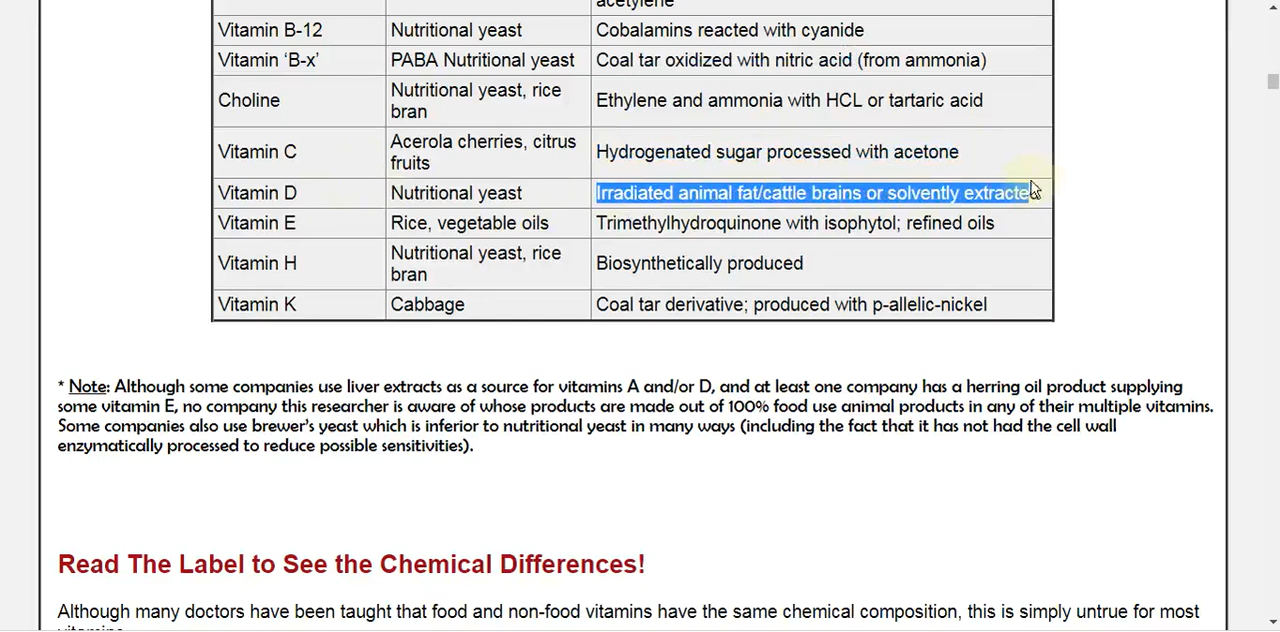 acetylene
Vitamin B-12 Nutritional yeast Cobalamins reacted with cyanide
Vitamin ‘B-x’ PABA Nutritional yeast Coal tar oxidized with nitric acid (from ammonia)
Choline Nutritional yeast, rice bran Ethylene and ammonia with HCL or tartaric acid
Vitamin C Acerola cherries, citrus fruits Hydrogenated sugar processed with acetone
Vitamin D Nutritional yeast Irradiated animal fat/cattle brains or solvently extracted
Vitamin E Rice, vegetable oils Trimethylhydroquinone with isophytol; refined oils
Vitamin H Nutritional yeast, rice bran Biosynthetically produced
Vitamin K Cabbage Coal tar derivative; produced with p-allelic-nickel
* Note: Although some companies use liver extracts as a source for vitamins A and/or D, and at least one company has a herring oil product supplying
some vitamin E, no company this researcher is aware of whose products are made out of 100% food use animal products in any of their multiple vitamins.
Some companies also use brewer's yeast which is inferior to nutritional yeast in many ways (including the fact that it has not had the cell wall
enzymatically processed to reduce possible sensitivities).
Read The Label to See the Chemical Differences!
Although many doctors have been taught that food and non-food vitamins have the same chemical composition, this is simply untrue for most
vitamins